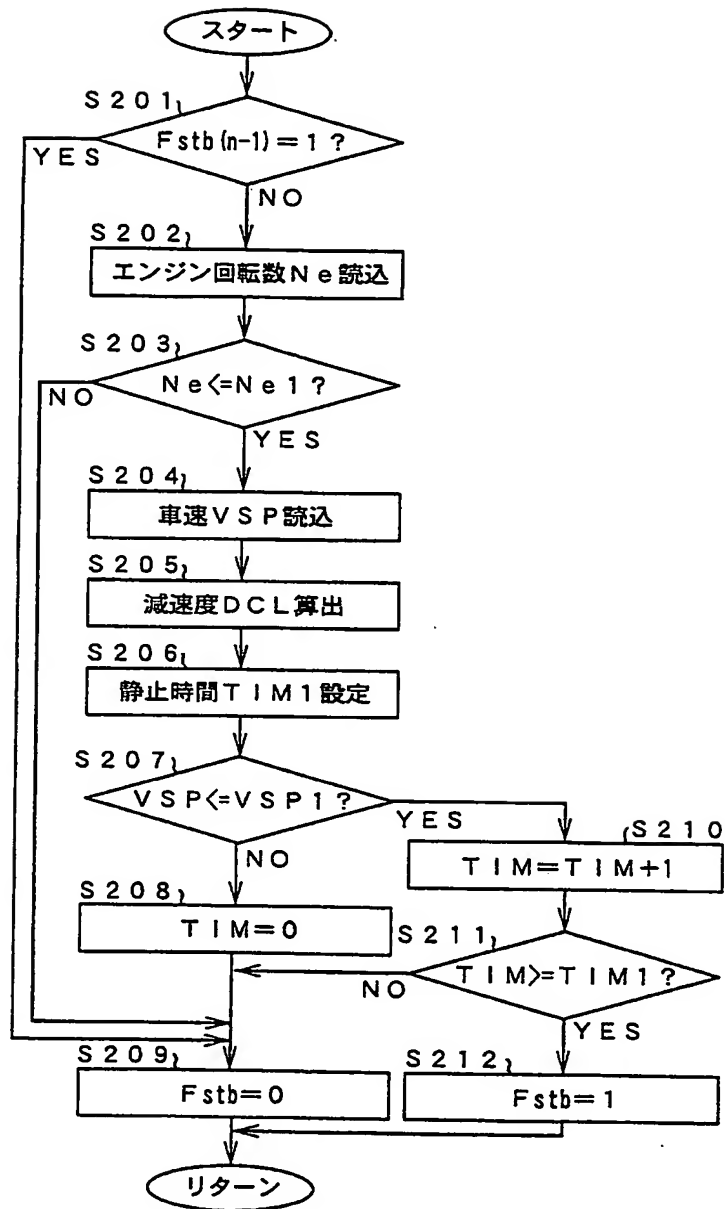 スタート
S201
Fstb(n-1)=1?
YES
NO
S202
エンジン回転数Ne読込
S203
Ne<=Ne1?
NO
YES
S204
車速VSP読込
S205
減速度DCL算出
S206
静止時間TIM1設定
S207
VSP<=VSP1?
YES
NO
S210
TIM=TIM+1
S208
TIM=0
S211
TIM>=TIM1?
NO
YES
S209
Fstb=0
S212
Fstb=1
リターン